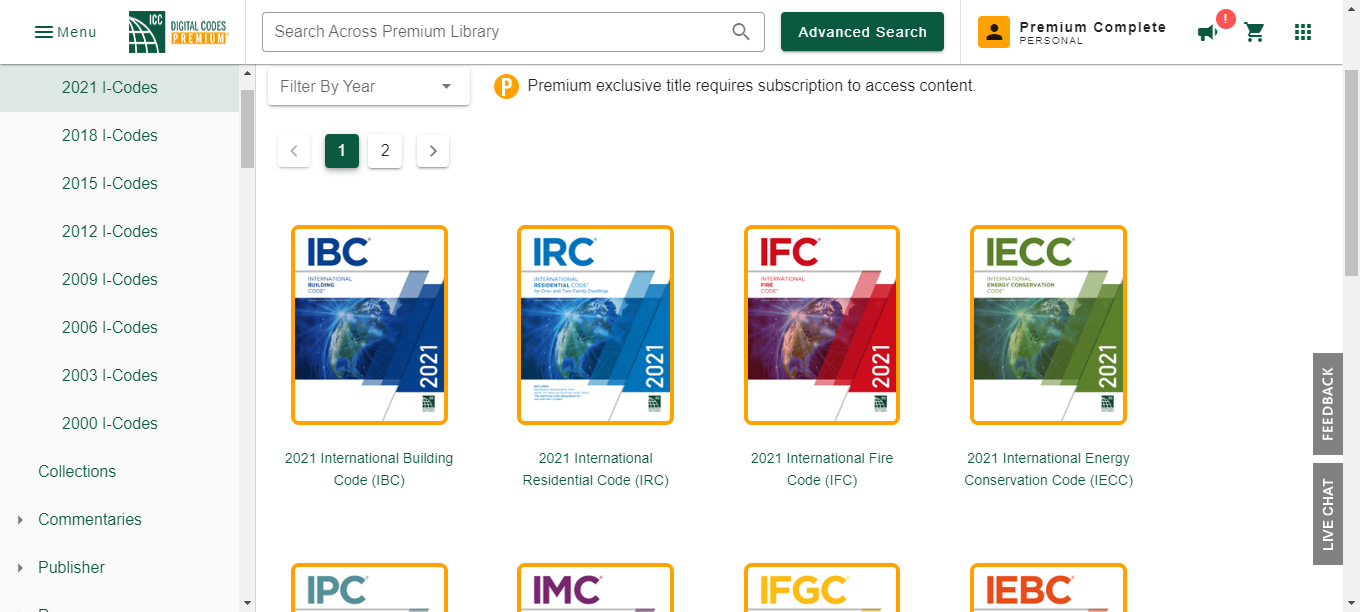 Menu
ICC
DIGITAL CODES
PREMIUM
Search Across Premium Library
Advanced Search
Premium Complete
PERSONAL
!
2021 I-Codes
2018 I-Codes
2015 I-Codes
2012 I-Codes
2009 I-Codes
2006 I-Codes
2003 I-Codes
2000 I-Codes
Collections
Commentaries
Publisher
Filter By Year
P Premium exclusive title requires subscription to access content.
1 2
IBC®
INTERNATIONAL
BUILDING
CODE®
2021
IRC®
INTERNATIONAL
RESIDENTIAL CODE®
for One- and Two-Family Dwellings
2021
IFC®
INTERNATIONAL
FIRE
CODE®
2021
IECC®
INTERNATIONAL
ENERGY CONSERVATION
CODE®
2021
2021 International Building
Code (IBC)
2021 International
Residential Code (IRC)
2021 International Fire
Code (IFC)
2021 International Energy
Conservation Code (IECC)
IPC®
IMC®
IFGC®
IEBC®
FEEDBACK
LIVE CHAT